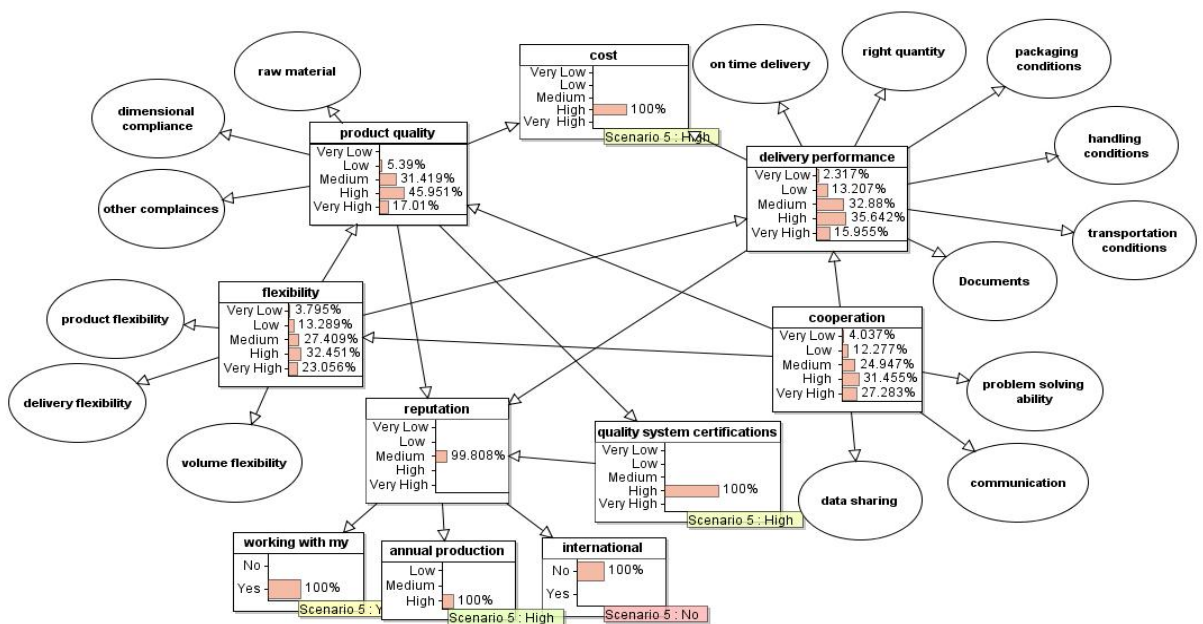 raw material
dimensional
compliance
other complainces
product quality
Very Low
Low 5.39%
Medium 31.419%
High 45.951%
Very High 17.01%
cost
Very Low
Low
Medium
High 100%
Very High
Scenario 5 : High
on time delivery
right quantity
packaging
conditions
handling
conditions
transportation
conditions
Documents
delivery performance
Very Low 2.317%
Low 13.207%
Medium 32.88%
High 35.642%
Very High 15.955%
flexibility
Very Low 3.795%
Low 13.289%
Medium 27.409%
High 32.451%
Very High 23.056%
product flexibility
delivery flexibility
volume flexibility
cooperation
Very Low 4.037%
Low 12.277%
Medium 24.947%
High 31.455%
Very High 27.283%
problem solving
ability
communication
data sharing
reputation
Very Low
Low
Medium 99.808%
High
Very High
quality system certifications
Very Low
Low
Medium
High 100%
Very High
Scenario 5 : High
working with my
No
Yes 100%
Scenario 5 : Y
annual production
Low
Medium
High 100%
Scenario 5 : High
international
No 100%
Yes
Scenario 5 : No